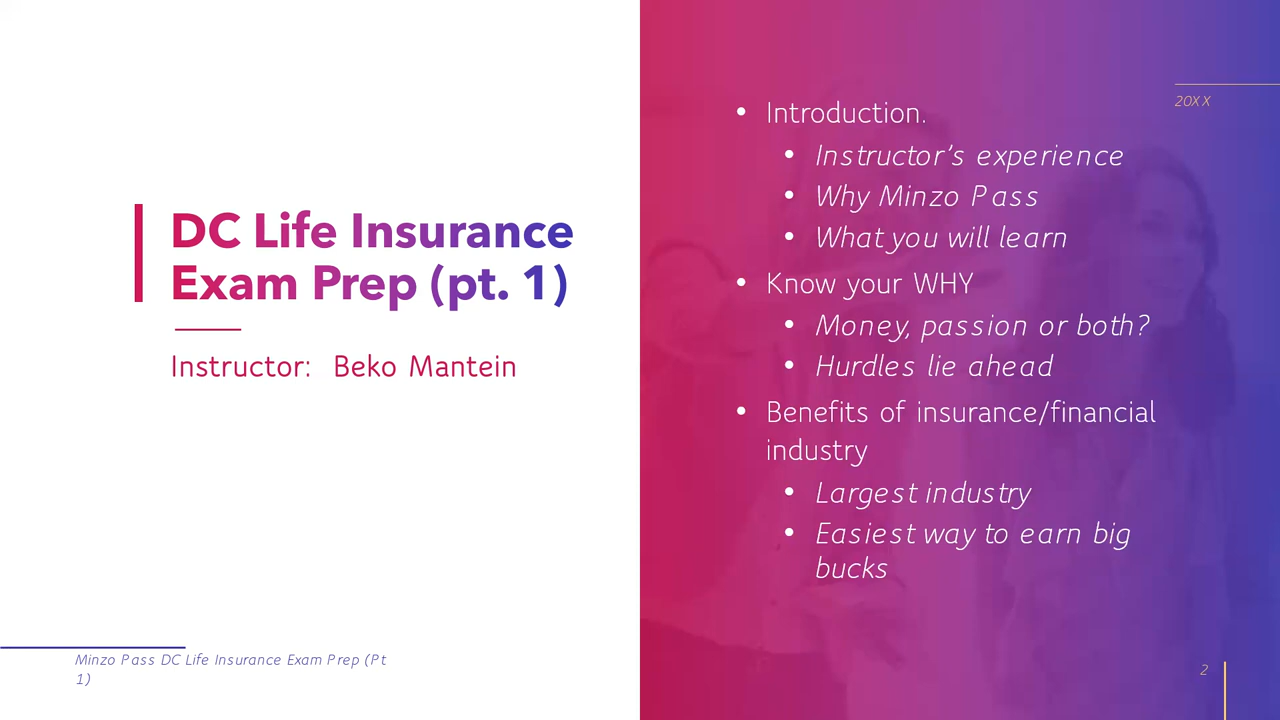 DC Life Insurance
Exam Prep (pt. 1)
Instructor: Beko Mantein
Minzo Pass DC Life Insurance Exam Prep (Pt
1)
20XX
• Introduction.
• Instructor’s experience
• Why Minzo Pass
• What you will learn
• Know your WHY
• Money, passion or both?
• Hurdles lie ahead
• Benefits of insurance/financial
industry
• Largest industry
• Easiest way to earn big
bucks
2